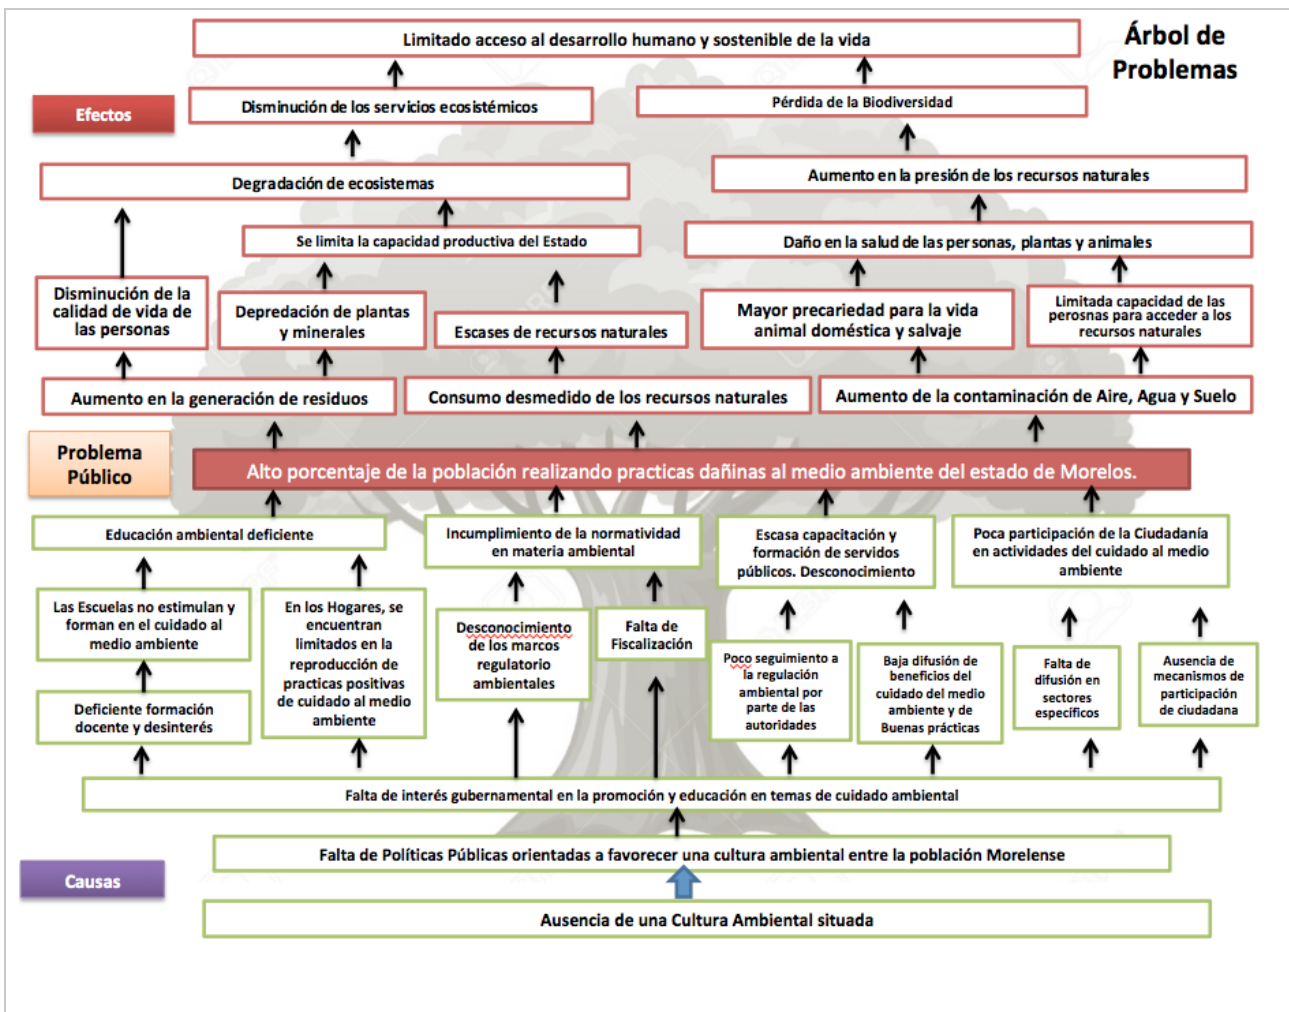 Árbol de
Problemas
Limitado acceso al desarrollo humano y sostenible de la vida
Efectos
Disminución de los servicios ecosistémicos
Pérdida de la Biodiversidad
Degradación de ecosistemas
Aumento en la presión de los recursos naturales
Se limita la capacidad productiva del Estado
Daño en la salud de las personas, plantas y animales
Disminución de la
calidad de vida de
las personas
Depredación de plantas
y minerales
Escases de recursos naturales
Mayor precariedad para la vida
animal doméstica y salvaje
Limitada capacidad de las
perosnas para acceder a los
recursos naturales
Aumento en la generación de residuos
Consumo desmedido de los recursos naturales
Aumento de la contaminación de Aire, Agua y Suelo
Problema
Público
Alto porcentaje de la población realizando practicas dañinas al medio ambiente del estado de Morelos.
Educación ambiental deficiente
Incumplimiento de la normatividad
en materia ambiental
Escasa capacitación y
formación de servidos
públicos. Desconocimiento
Poca participación de la Ciudadanía
en actividades del cuidado al medio
ambiente
Las Escuelas no estimulan y
forman en el cuidado al
medio ambiente
En los Hogares, se
encuentran
limitados en la
reproducción de
practicas positivas
de cuidado al medio
ambiente
Desconocimiento
de los marcos
regulatorio
ambientales
Falta de
Fiscalización
Poco seguimiento a
la regulación
ambiental por
parte de las
autoridades
Baja difusión de
beneficios del
cuidado del medio
ambiente y de
Buenas prácticas
Falta de
difusión en
sectores
específicos
Ausencia de
mecanismos de
participación
de ciudadana
Deficiente formación
docente y desinterés
Falta de interés gubernamental en la promoción y educación en temas de cuidado ambiental
Falta de Políticas Públicas orientadas a favorecer una cultura ambiental entre la población Morelense
Causas
Ausencia de una Cultura Ambiental situada